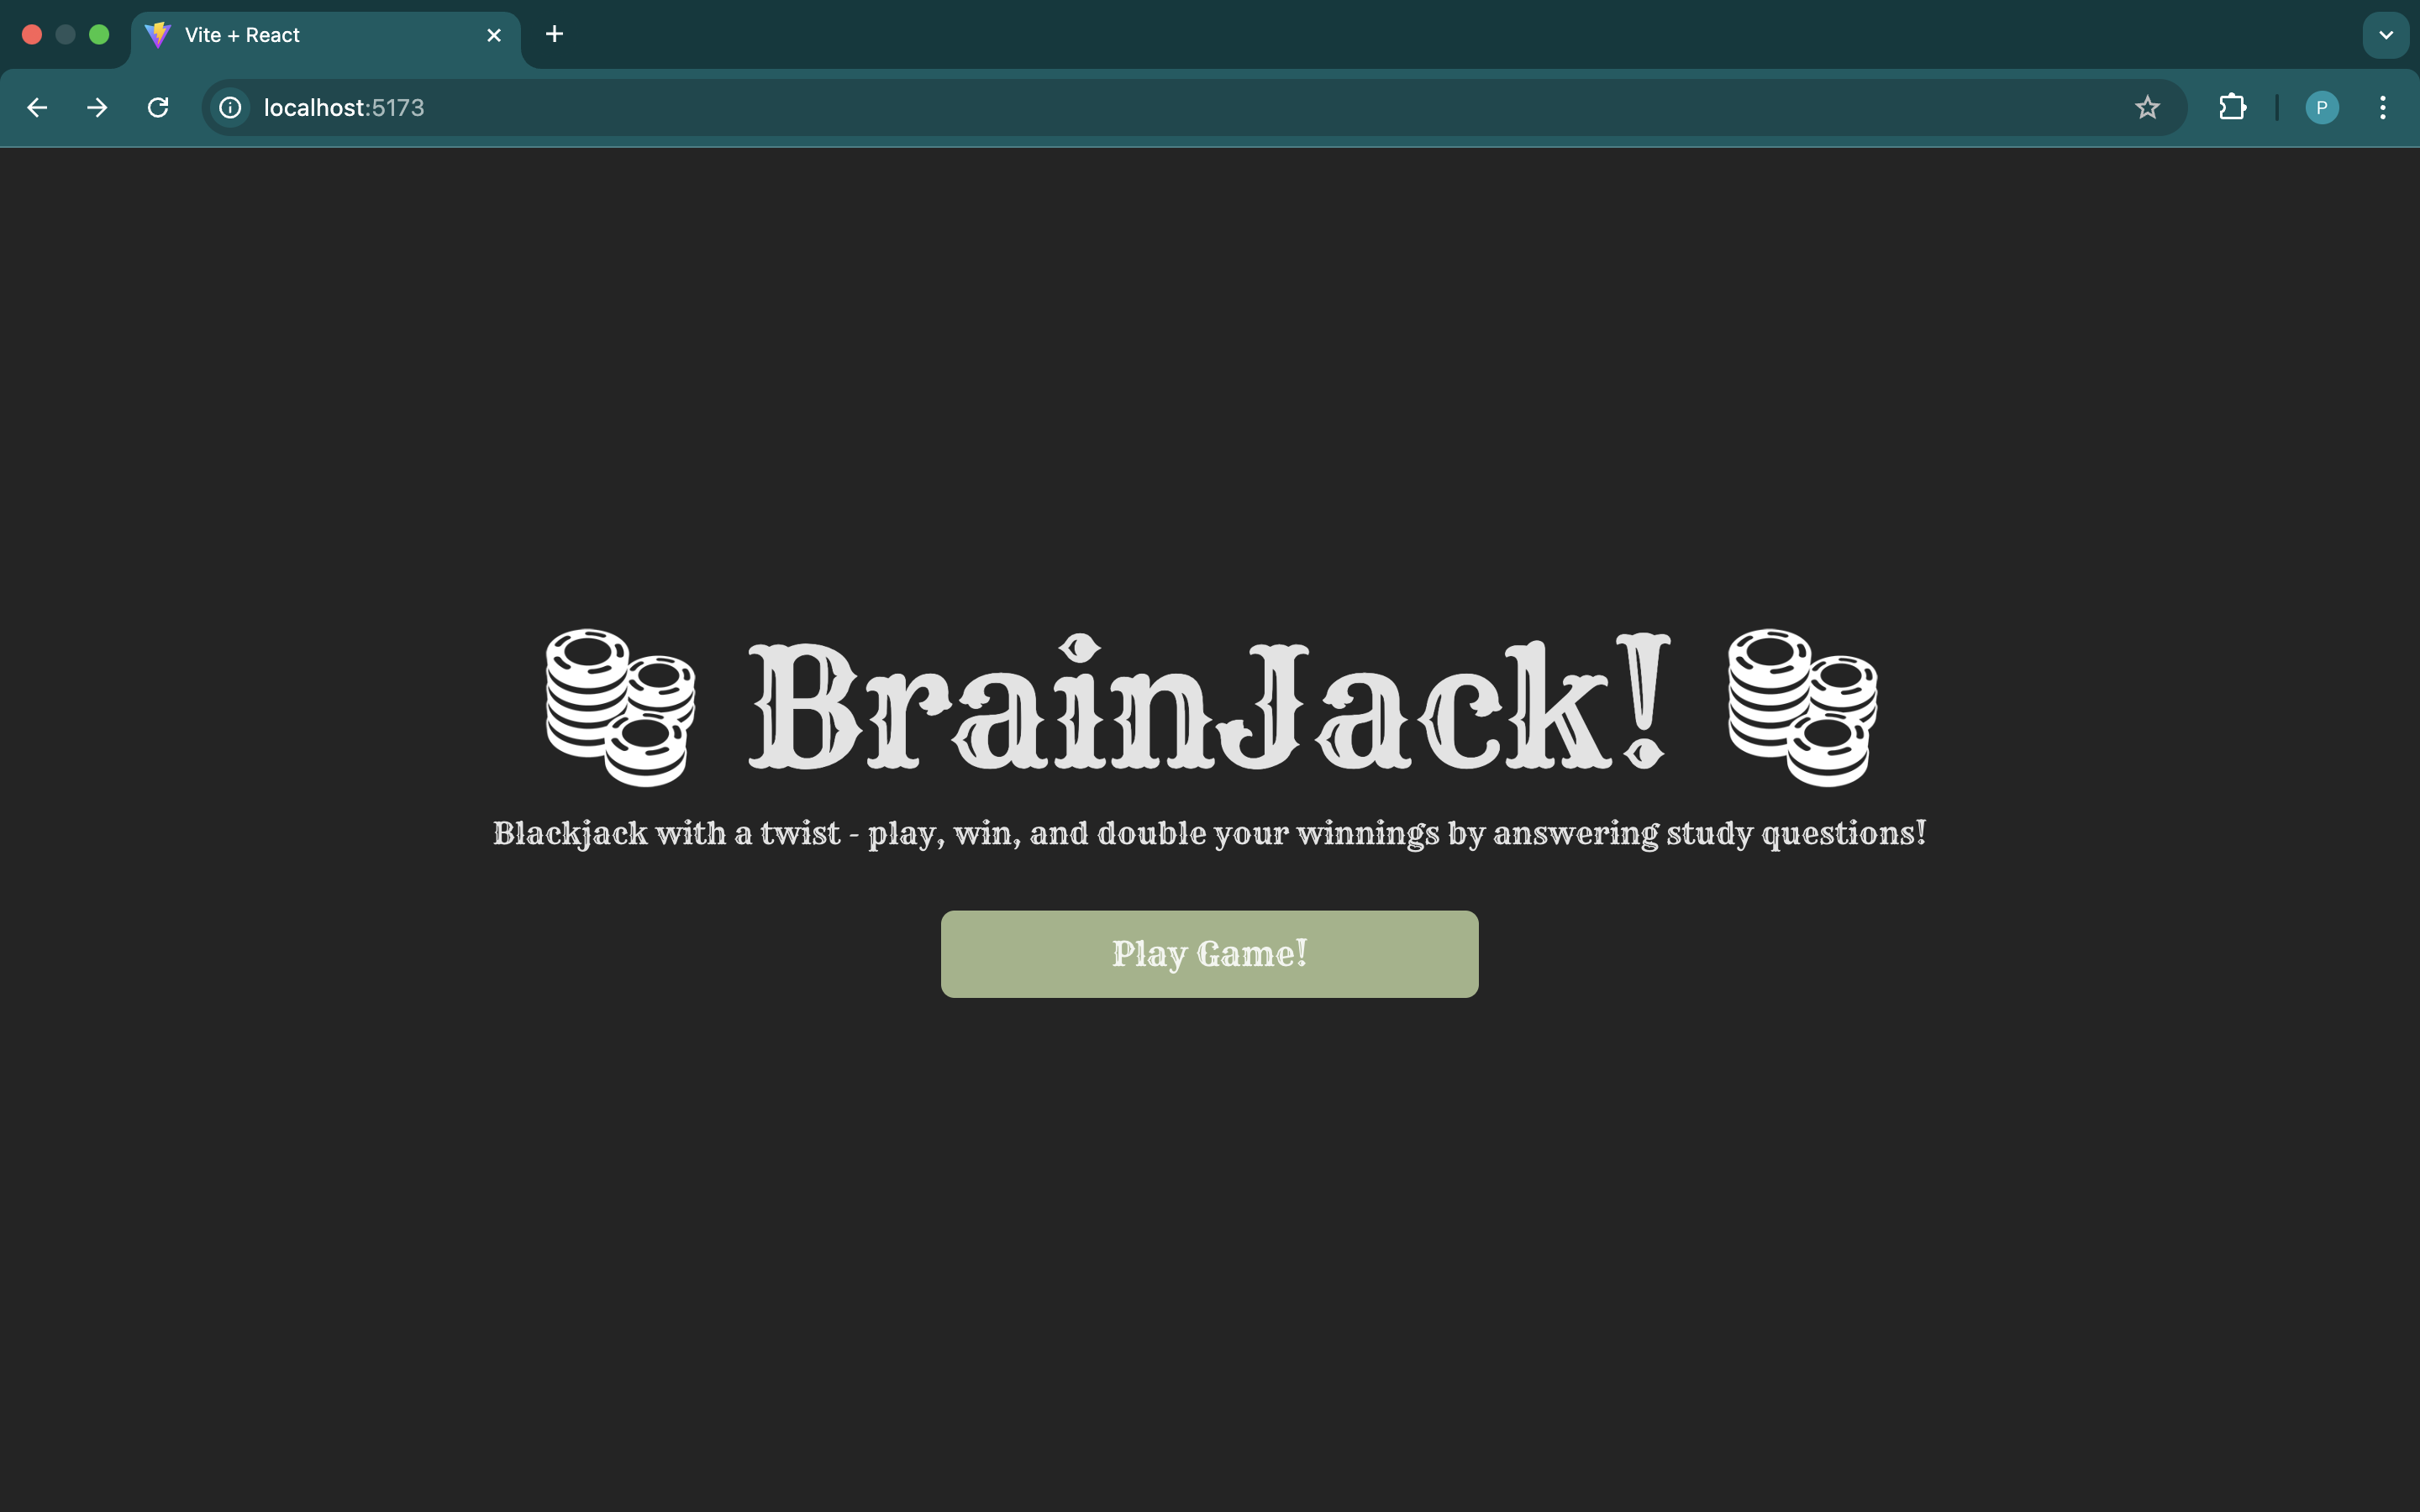 Vite + React
localhost:5173
P
BrainJack!
Blackjack with a twist - play, win, and double your winnings by answering study questions!
Play Game!